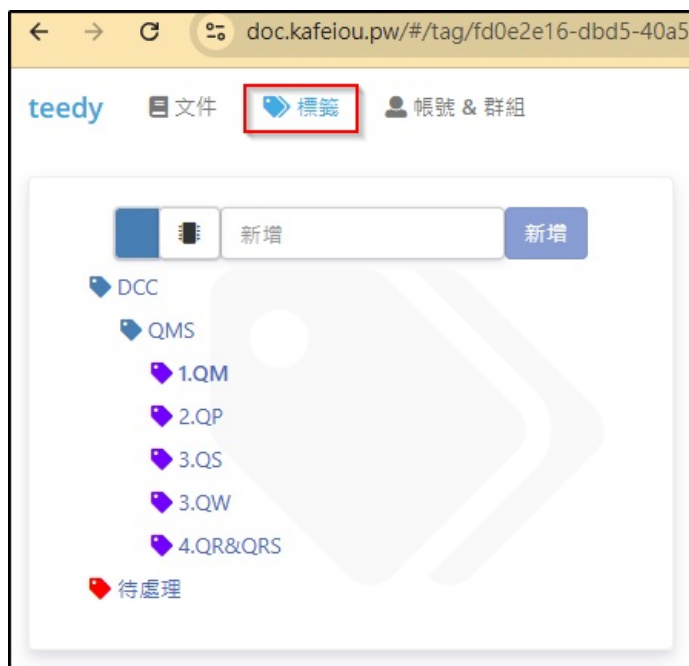 doc.kafeiou.pw/#/tag/fd0e2e16-dbd5-40a5
teedy 文件 標籤 帳號 & 群組
新增 新增
DCC
QMS
1.QM
2.QP
3.QS
3.QW
4.QR&QRS
待處理